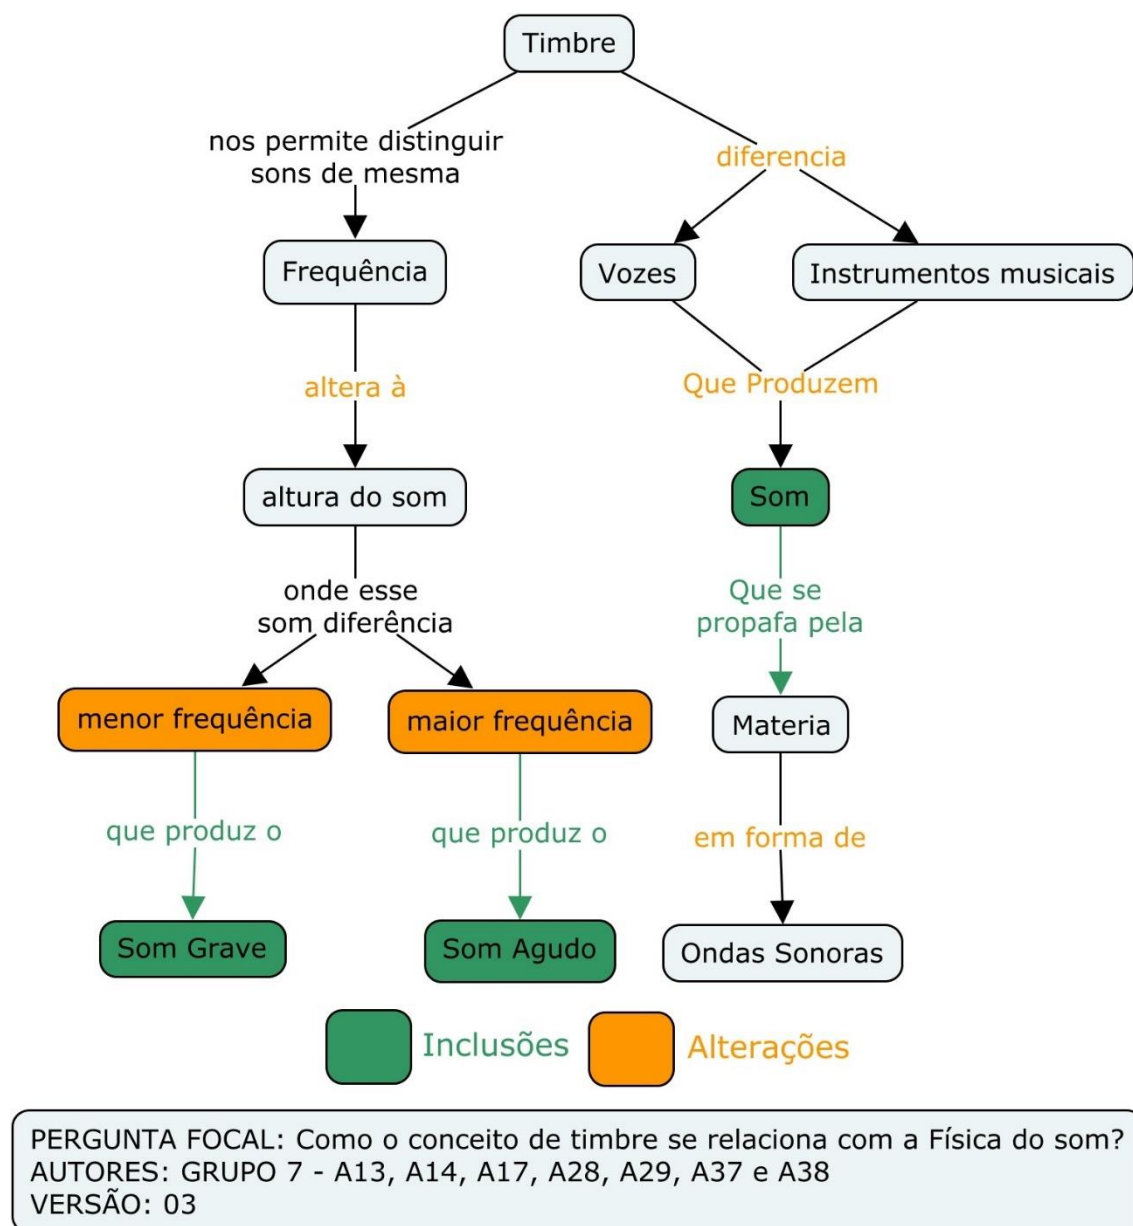 Timbre
nos permite distinguir
sons de mesma
diferencia
Frequência
Vozes
Instrumentos musicais
altera à
Que Produzem
altura do som
Som
onde esse
som diferência
Que se
propafa pela
menor frequência
maior frequência
Materia
que produz o
que produz o
em forma de
Som Grave
Som Agudo
Ondas Sonoras
Inclusões
Alterações
PERGUNTA FOCAL: Como o conceito de timbre se relaciona com a Física do som?
AUTORES: GRUPO 7 - A13, A14, A17, A28, A29, A37 e A38
VERSÃO: 03